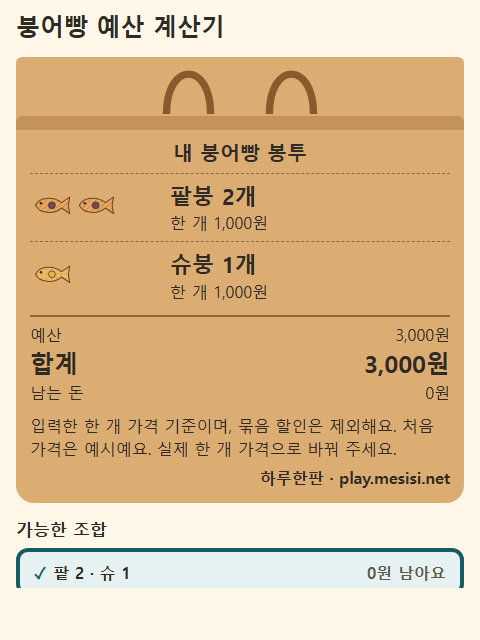 붕어빵 예산 계산기
내 붕어빵 봉투
팥붕 2개
한 개 1,000원
슈붕 1개
한 개 1,000원
예산 3,000원
합계 3,000원
남는 돈 0원
입력한 한 개 가격 기준이며, 묶음 할인은 제외해요. 처음
가격은 예시예요. 실제 한 개 가격으로 바꿔 주세요.
하루한판 · play.mesisi.net
가능한 조합
✓ 팥 2 · 슈 1 0원 남아요